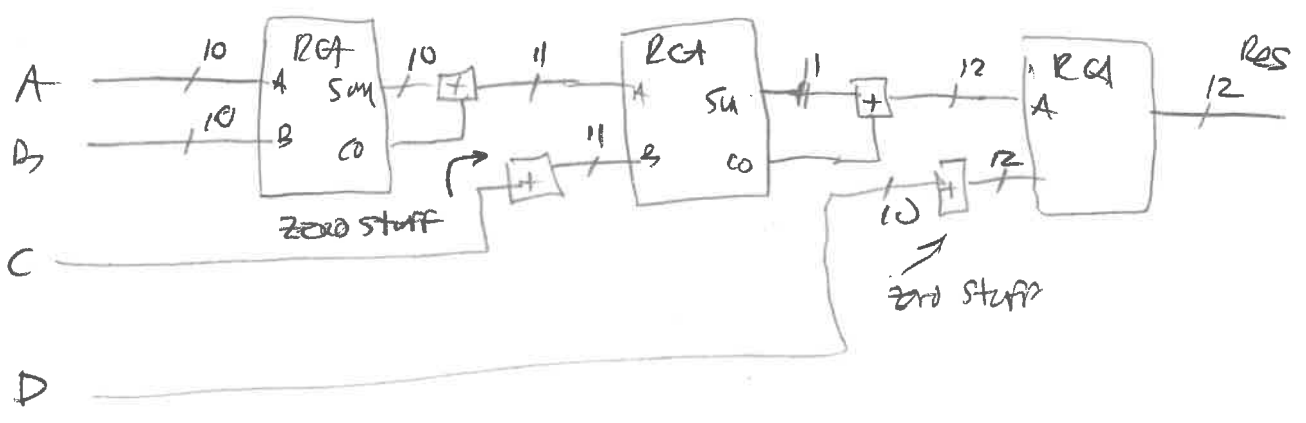 A 10 RCA A Sum 10 + 11 RCA A Sum 11 + 12 RCA A 12 Res
B 10 B CO 11 B CO 12
+ +
zero stuff 10
C
zero stuff
D